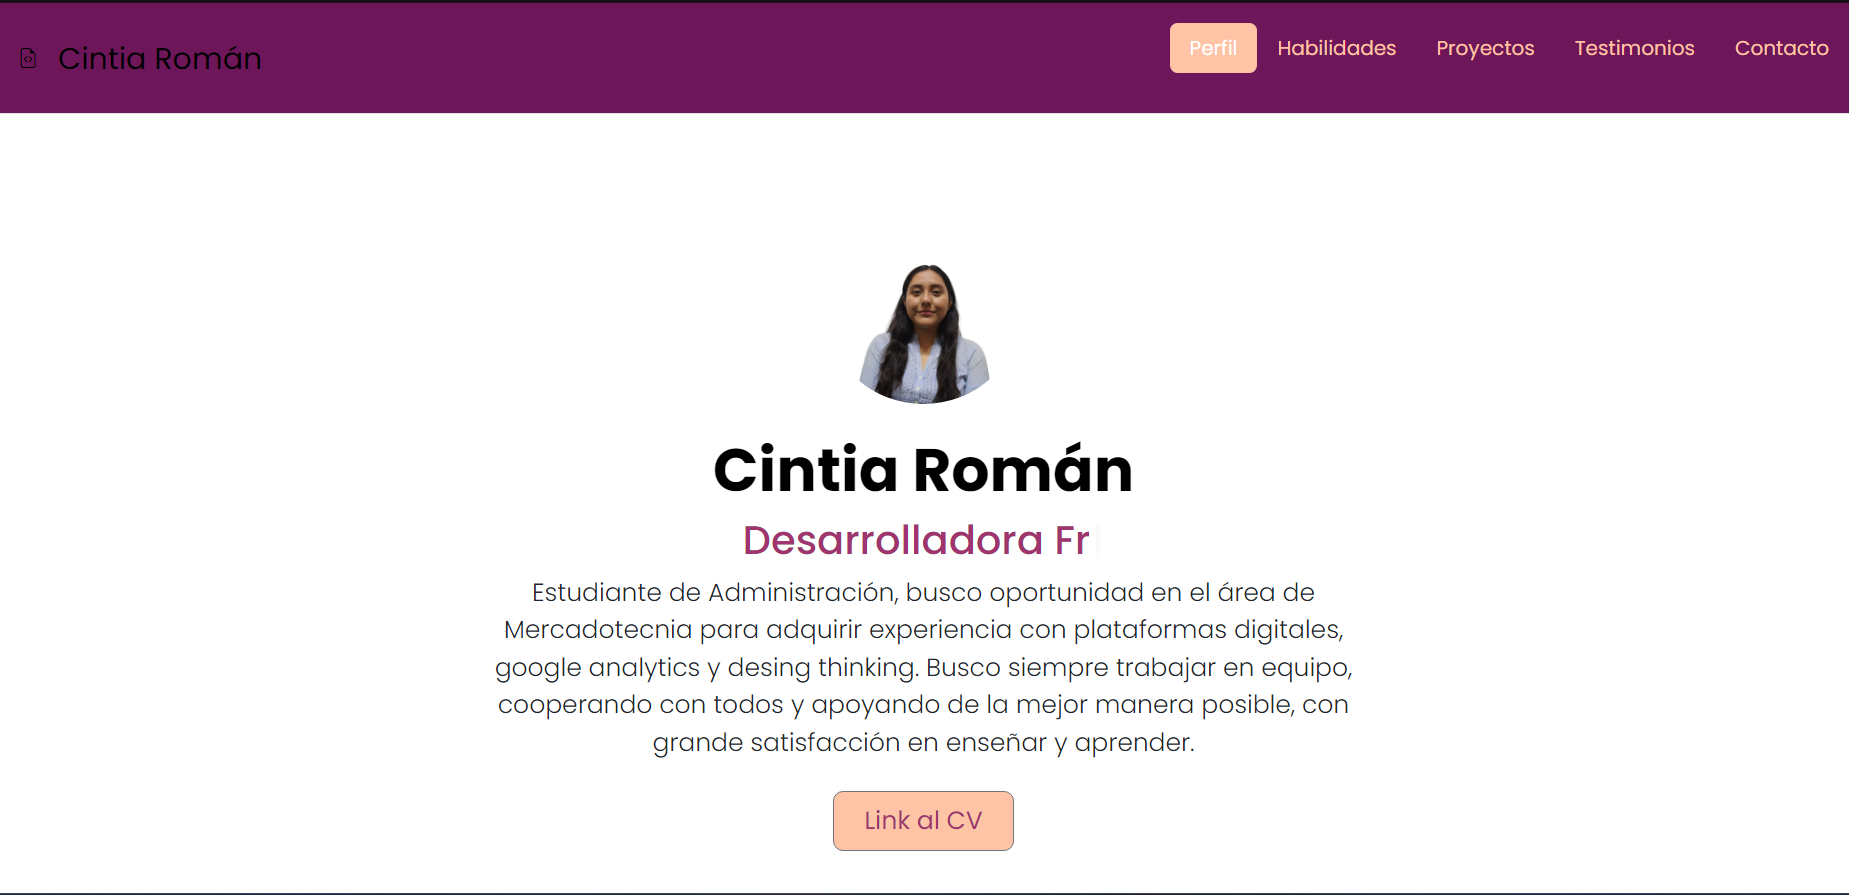 Cintia Román
Perfil
Habilidades
Proyectos
Testimonios
Contacto
Cintia Román
Desarrolladora Fr
Estudiante de Administración, busco oportunidad en el área de
Mercadotecnia para adquirir experiencia con plataformas digitales,
google analytics y desing thinking. Busco siempre trabajar en equipo,
cooperando con todos y apoyando de la mejor manera posible, con
grande satisfacción en enseñar y aprender.
Link al CV